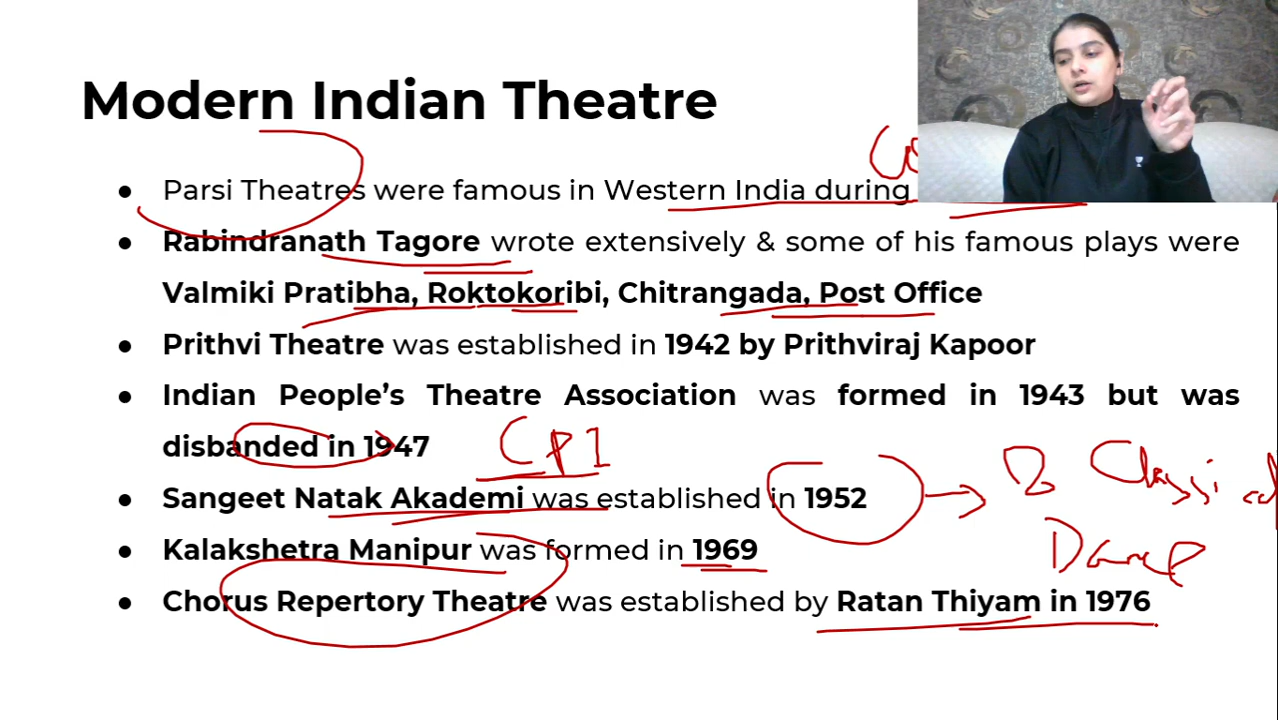 Modern Indian Theatre
● Parsi Theatres were famous in Western India during
● Rabindranath Tagore wrote extensively & some of his famous plays were
Valmiki Pratibha, Roktokoribi, Chitrangada, Post Office
● Prithvi Theatre was established in 1942 by Prithviraj Kapoor
● Indian People’s Theatre Association was formed in 1943 but was
disbanded in 1947
CPI
● Sangeet Natak Akademi was established in 1952
8 Classical
Dance
● Kalakshetra Manipur was formed in 1969
● Chorus Repertory Theatre was established by Ratan Thiyam in 1976